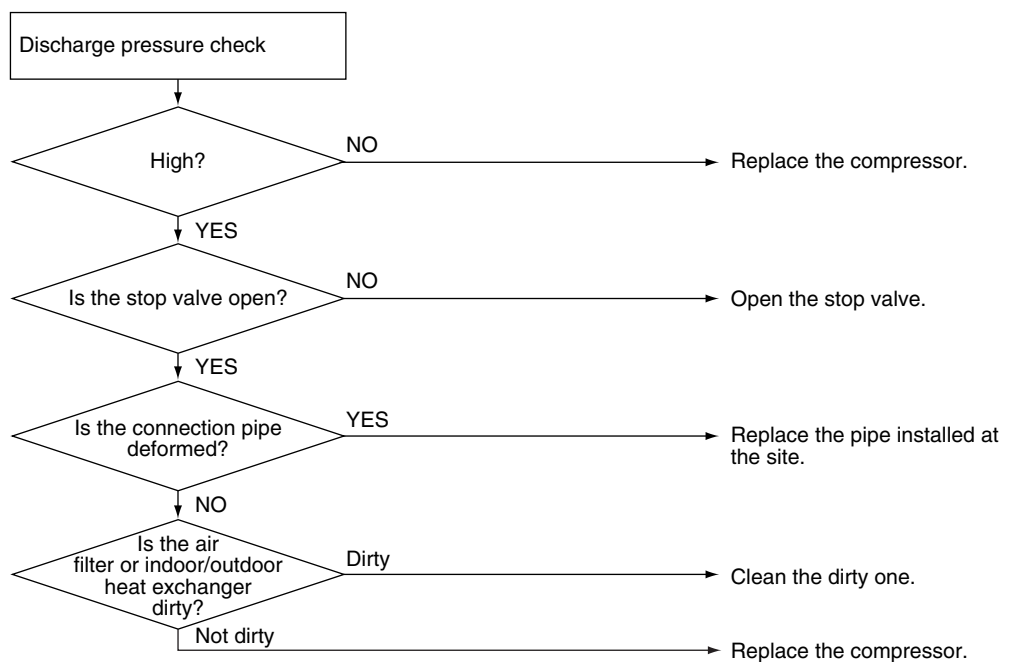 Discharge pressure check
High?
NO
Replace the compressor.
YES
Is the stop valve open?
NO
Open the stop valve.
YES
Is the connection pipe
deformed?
YES
Replace the pipe installed at
the site.
NO
Is the air
filter or indoor/outdoor
heat exchanger
dirty?
Dirty
Clean the dirty one.
Not dirty
Replace the compressor.